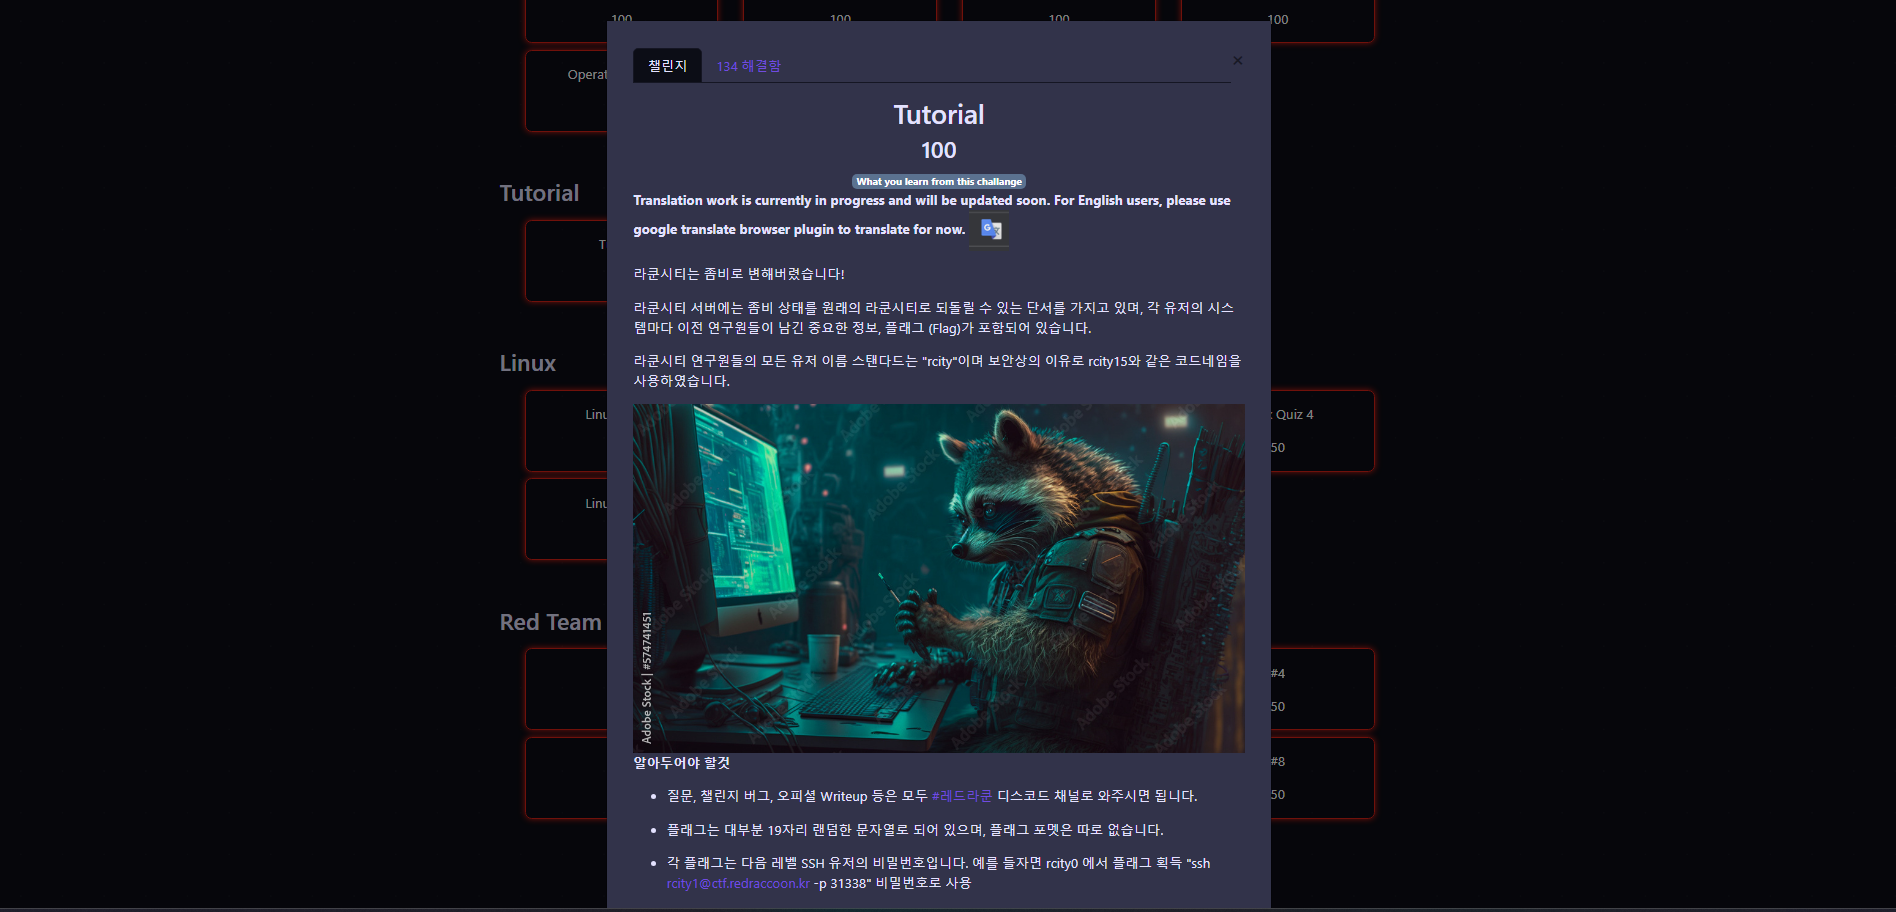 100 100 100 100
챌린지 134 해결함 ×
Operat
Tutorial
100
What you learn from this challange
Translation work is currently in progress and will be updated soon. For English users, please use
google translate browser plugin to translate for now.
라쿤시티는 좀비로 변해버렸습니다!
라쿤시티 서버에는 좀비 상태를 원래의 라쿤시티로 되돌릴 수 있는 단서를 가지고 있며, 각 유저의 시스
템마다 이전 연구원들이 남긴 중요한 정보, 플래그 (Flag)가 포함되어 있습니다.
라쿤시티 연구원들의 모든 유저 이름 스탠다드는 "rcity"이며 보안상의 이유로 rcity15와 같은 코드네임을
사용하였습니다.
Adobe Stock | #574741451
알아두어야 할것
질문, 챌린지 버그, 오피셜 Writeup 등은 모두 #레드라쿤 디스코드 채널로 와주시면 됩니다.
플래그는 대부분 19자리 랜덤한 문자열로 되어 있으며, 플래그 포멧은 따로 없습니다.
각 플래그는 다음 레벨 SSH 유저의 비밀번호입니다. 예를 들자면 rcity0 에서 플래그 획득 "ssh
rcity1@ctf.redraccoon.kr -p 31338" 비밀번호로 사용
Tutorial
T
Linux
Linu
Quiz 4
50
Linu
Red Team
#4
50
#8
50